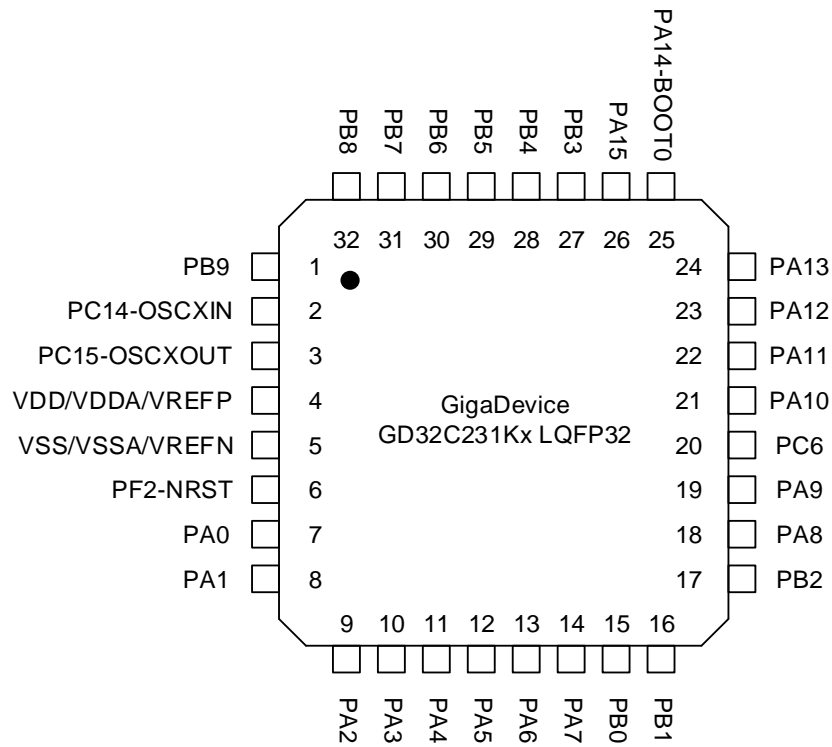 PA14-BOOT0
PB8 PB7 PB6 PB5 PB4 PB3 PA15
32 31 30 29 28 27 26 25
PB9 1 24 PA13
PC14-OSCXIN 2 23 PA12
PC15-OSCXOUT 3 22 PA11
VDD/VDDA/VREFP 4 21 PA10
GigaDevice
GD32C231Kx LQFP32
VSS/VSSA/VREFN 5 20 PC6
PF2-NRST 6 19 PA9
PA0 7 18 PA8
PA1 8 17 PB2
9 10 11 12 13 14 15 16
PA2 PA3 PA4 PA5 PA6 PA7 PB0 PB1